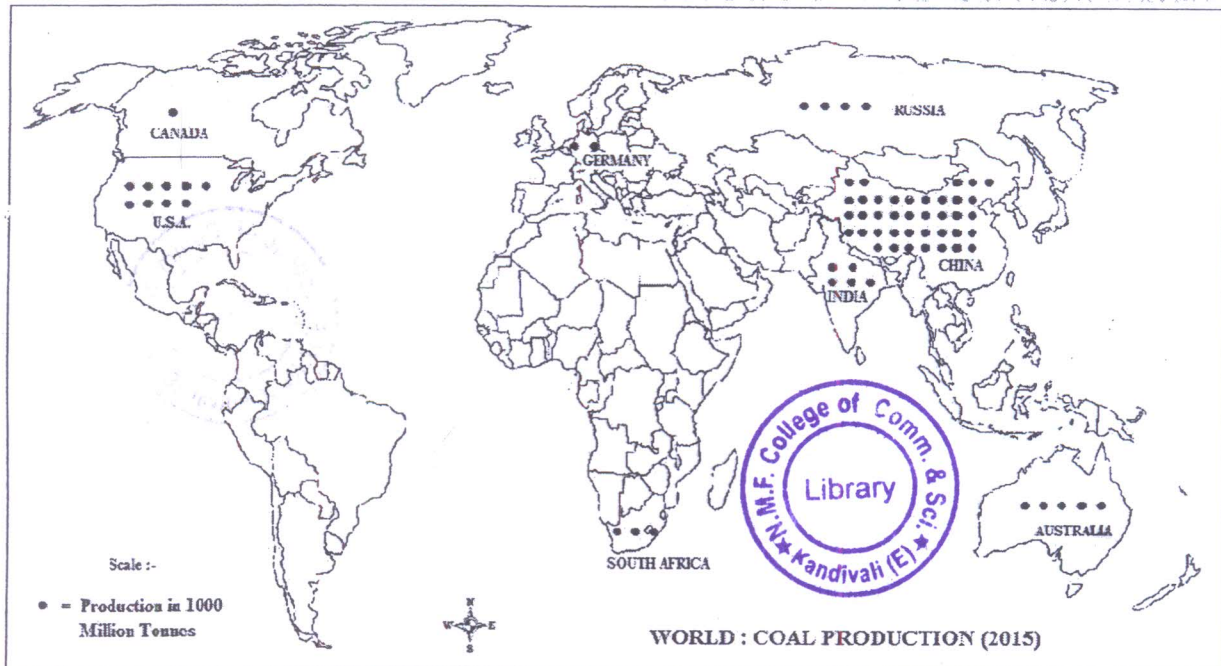 CANADA
U.S.A.
GERMANY
RUSSIA
CHINA
INDIA
SOUTH AFRICA
AUSTRALIA
N.M.F. College of Comm. & Sci.
Library
Kandivali (E)
Scale :-
= Production in 1000
Million Tonnes
N
W E
S
WORLD : COAL PRODUCTION (2015)